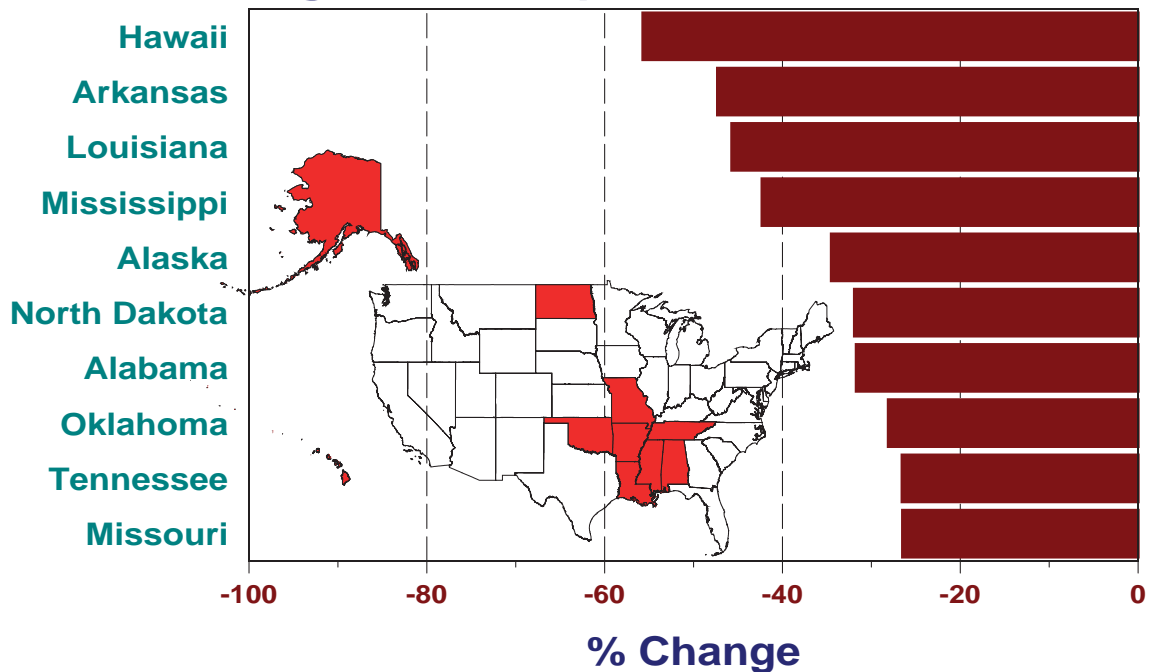 Hawaii
Arkansas
Louisiana
Mississippi
Alaska
North Dakota
Alabama
Oklahoma
Tennessee
Missouri
-100 -80 -60 -40 -20 0
% Change